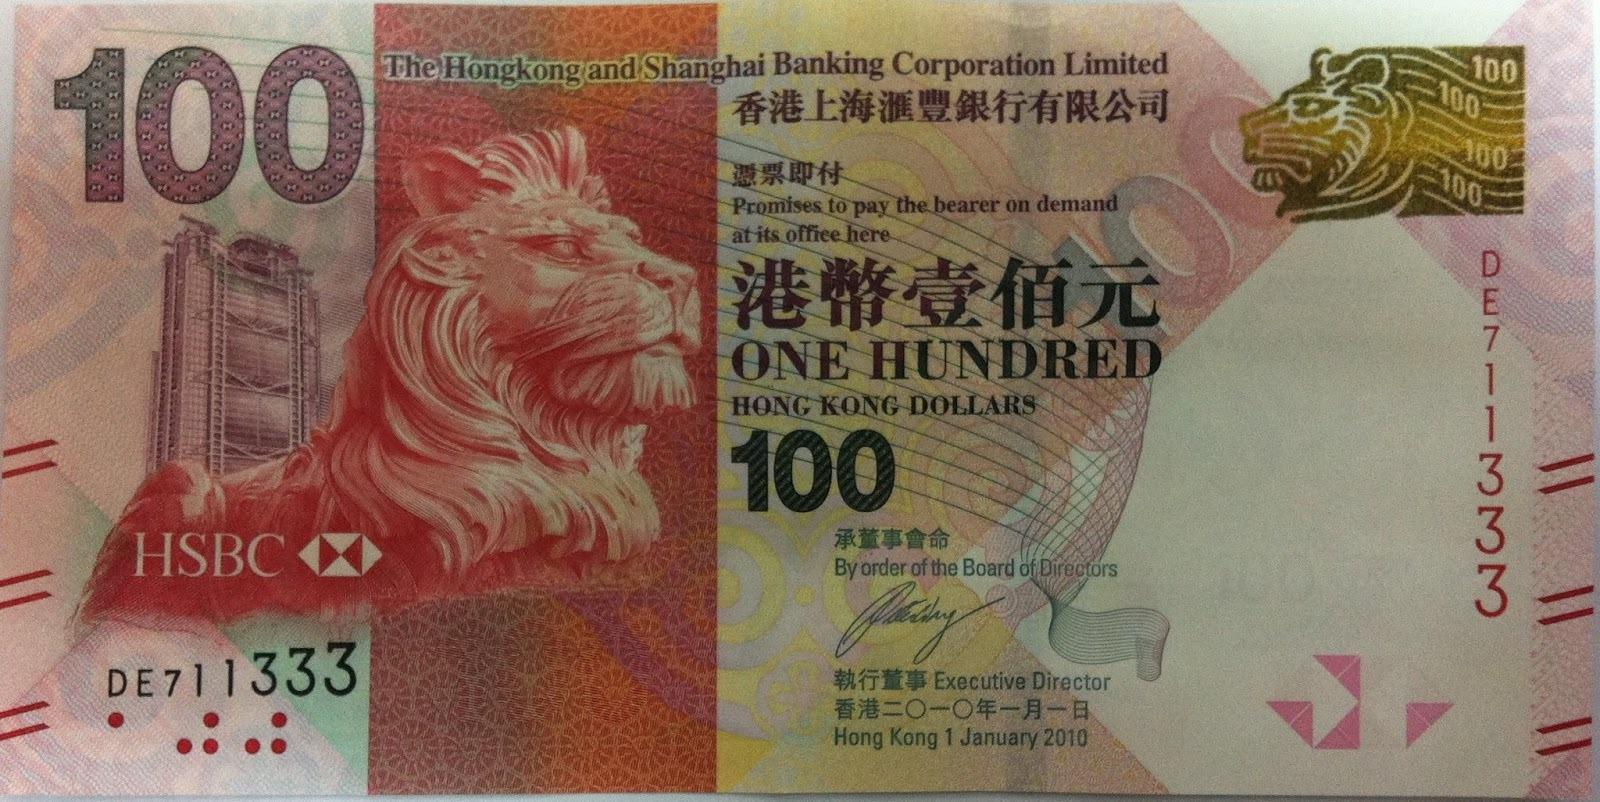 100
The Hongkong and Shanghai Banking Corporation Limited
香港上海滙豐銀行有限公司
100
100
100
100
憑票即付
Promises to pay the bearer on demand
at its office here
港幣壹佰元
ONE HUNDRED
HONG KONG DOLLARS
100
100
承董事會命
By order of the Board of Directors
執行董事 Executive Director
香港二〇一〇年一月一日
Hong Kong 1 January 2010
HSBC
DE711333
DE711333